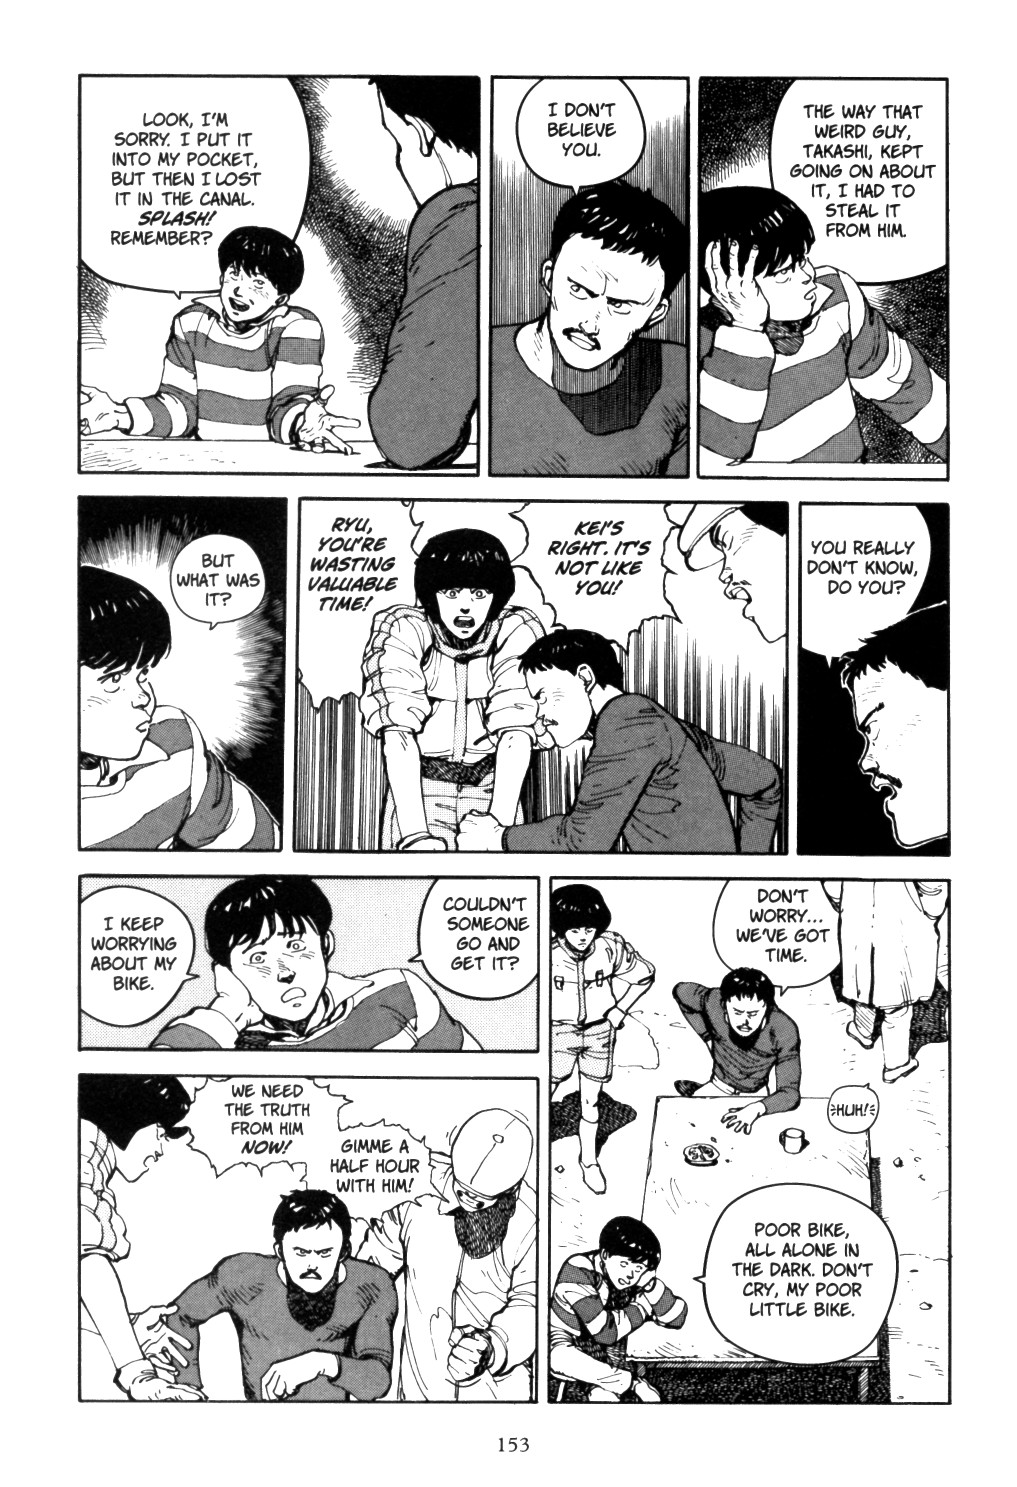 LOOK, I'M
SORRY. I PUT IT
INTO MY POCKET,
BUT THEN I LOST
IT IN THE CANAL.
SPLASH!
REMEMBER?
I DON'T
BELIEVE
YOU.
THE WAY THAT
WEIRD GUY,
TAKASHI, KEPT
GOING ON ABOUT
IT, I HAD TO
STEAL IT
FROM HIM.
BUT
WHAT WAS
IT?
RYU,
YOU'RE
WASTING
VALUABLE
TIME!
KEI'S
RIGHT. IT'S
NOT LIKE
YOU!
YOU REALLY
DON'T KNOW,
DO YOU?
I KEEP
WORRYING
ABOUT MY
BIKE.
COULDN'T
SOMEONE
GO AND
GET IT?
WE NEED
THE TRUTH
FROM HIM
NOW!
GIMME A
HALF HOUR
WITH HIM!
DON'T
WORRY...
WE'VE GOT
TIME.
HUH!
POOR BIKE,
ALL ALONE IN
THE DARK. DON'T
CRY, MY POOR
LITTLE BIKE.
153